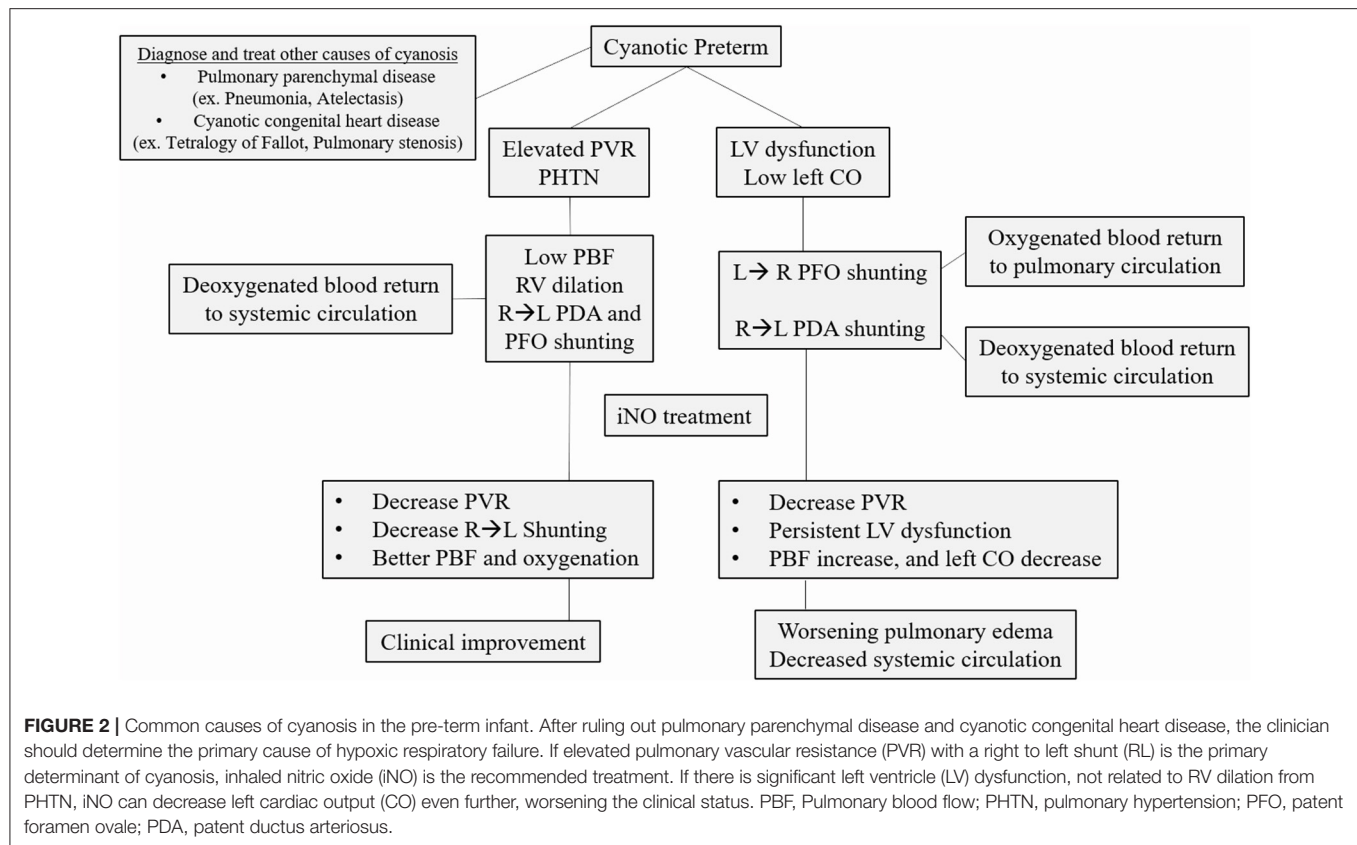 Cyanotic Preterm
Diagnose and treat other causes of cyanosis
• Pulmonary parenchymal disease
(ex. Pneumonia, Atelectasis)
• Cyanotic congenital heart disease
(ex. Tetralogy of Fallot, Pulmonary stenosis)
Elevated PVR
PHTN
LV dysfunction
Low left CO
Deoxygenated blood return
to systemic circulation
Low PBF
RV dilation
R→L PDA and
PFO shunting
L→ R PFO shunting
R→L PDA shunting
Oxygenated blood return
to pulmonary circulation
Deoxygenated blood return
to systemic circulation
iNO treatment
• Decrease PVR
• Decrease R→L Shunting
• Better PBF and oxygenation
• Decrease PVR
• Persistent LV dysfunction
• PBF increase, and left CO decrease
Clinical improvement
Worsening pulmonary edema
Decreased systemic circulation
FIGURE 2 | Common causes of cyanosis in the pre-term infant. After ruling out pulmonary parenchymal disease and cyanotic congenital heart disease, the clinician
should determine the primary cause of hypoxic respiratory failure. If elevated pulmonary vascular resistance (PVR) with a right to left shunt (RL) is the primary
determinant of cyanosis, inhaled nitric oxide (iNO) is the recommended treatment. If there is significant left ventricle (LV) dysfunction, not related to RV dilation from
PHTN, iNO can decrease left cardiac output (CO) even further, worsening the clinical status. PBF, Pulmonary blood flow; PHTN, pulmonary hypertension; PFO, patent
foramen ovale; PDA, patent ductus arteriosus.